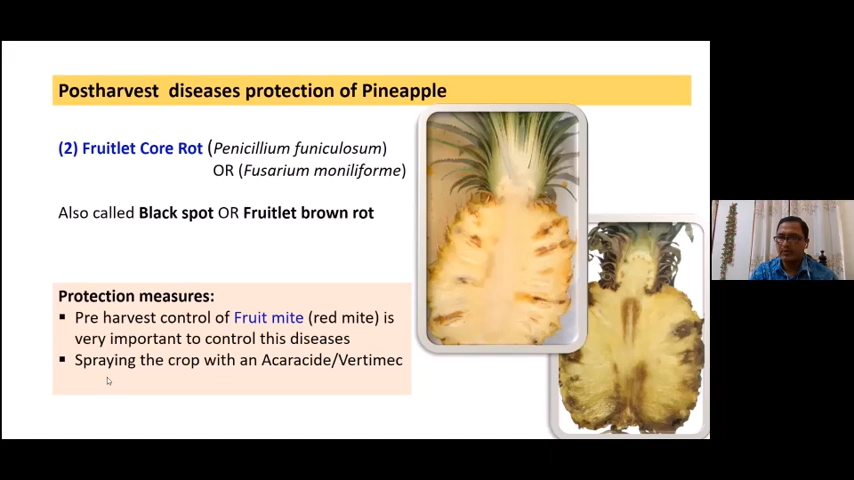 Postharvest diseases protection of Pineapple
(2) Fruitlet Core Rot (Penicillium funiculosum)
OR (Fusarium moniliforme)
Also called Black spot OR Fruitlet brown rot
Protection measures:
▪ Pre harvest control of Fruit mite (red mite) is
very important to control this diseases
▪ Spraying the crop with an Acaracide/Vertimec